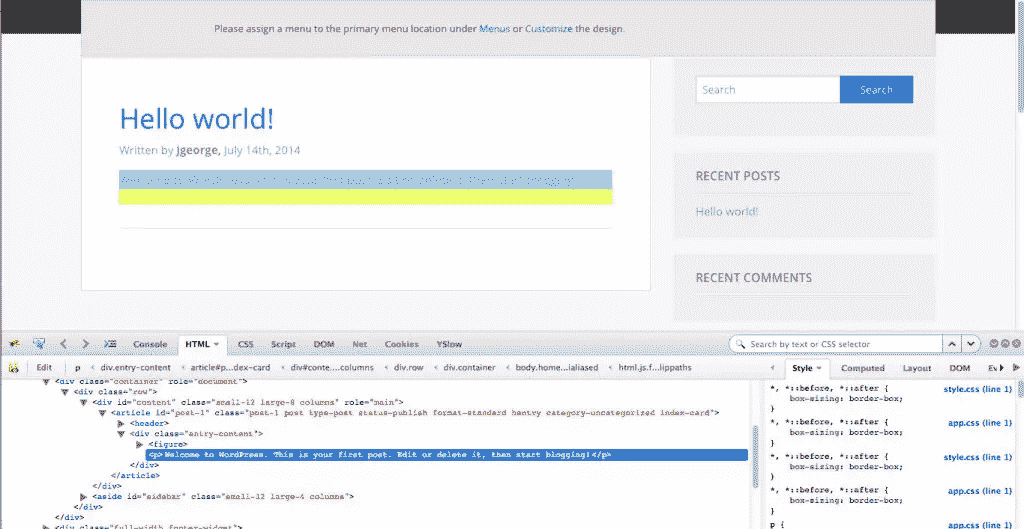 Please assign a menu to the primary menu location under Menus or Customize the design.
Hello world!
Written by jgeorge, July 14th, 2014
Search Search
RECENT POSTS
Hello world!
RECENT COMMENTS
Console HTML CSS Script DOM Net Cookies YSlow
Search by text or CSS selector
Edit p < div.entry-content < article#p...dex-card < div#conte....columns < div.row < div.container < body.home...ialiased < html.js.f...lippaths
Style Computed Layout DOM Ev
<div class="container" role="document">
<div class="row">
<div id="content" class="small-12 large-8 columns" role="main">
<article id="post-1" class="post-1 post type-post status-publish format-standard hentry category-uncategorized index-card">
<header>
<div class="entry-content">
<figure>
<p>Welcome to WordPress. This is your first post. Edit or delete it, then start blogging!</p>
</div>
</article>
</div>
<aside id="sidebar" class="small-12 large-4 columns">
</div>
</div>
<div class="full-width footer-widget">
*, *::before, *::after { style.css (line 1)
box-sizing: border-box;
}
*, *::before, *::after { app.css (line 1)
box-sizing: border-box;
}
*, *::before, *::after { style.css (line 1)
box-sizing: border-box;
}
*, *::before, *::after { app.css (line 1)
box-sizing: border-box;
}
p { app.css (line 1)